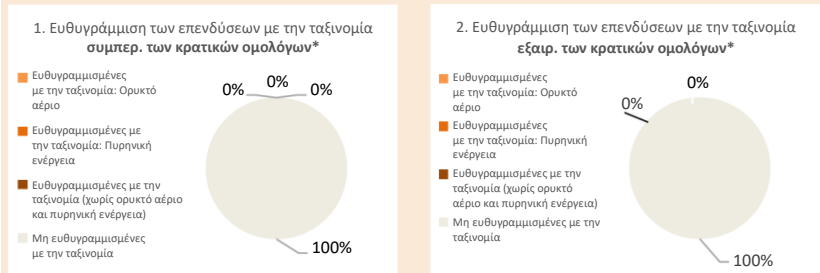 1. Ευθυγράμμιση των επενδύσεων με την ταξινομία
συμπερ. των κρατικών ομολόγων*
Ευθυγραμμισμένες
με την ταξινομία: Ορυκτό
αέριο
Ευθυγραμμισμένες με
την ταξινομία: Πυρηνική
ενέργεια
Ευθυγραμμισμένες με την
ταξινομία (χωρίς ορυκτό
αέριο και πυρηνική ενέργεια)
Μη ευθυγραμμισμένες
με την ταξινομία
0%
0%
0%
100%
2. Ευθυγράμμιση των επενδύσεων με την ταξινομία
εξαιρ. των κρατικών ομολόγων*
Ευθυγραμμισμένες
με την ταξινομία: Ορυκτό
αέριο
Ευθυγραμμισμένες
με την ταξινομία: Πυρηνική
ενέργεια
Ευθυγραμμισμένες με την
ταξινομία (χωρίς ορυκτό
αέριο και πυρηνική ενέργεια)
Μη ευθυγραμμισμένες με την
ταξινομία
0%
0%
100%